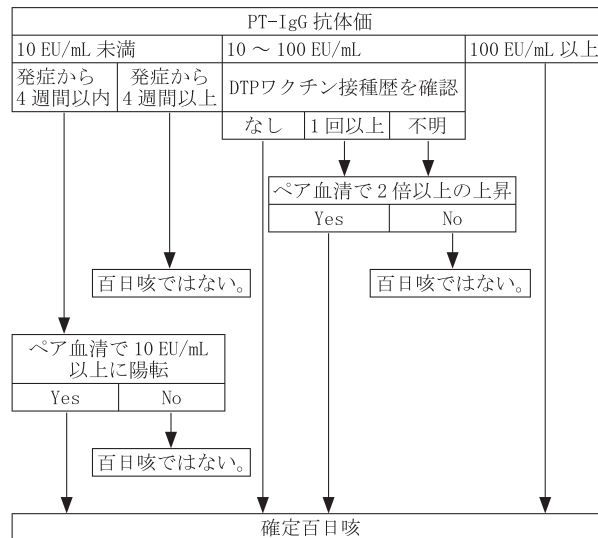 PT-IgG 抗体価
10 EU/mL 未満
10 ～ 100 EU/mL
100 EU/mL 以上
発症から
4 週間以内
発症から
4 週間以上
DTPワクチン接種歴を確認
なし
1 回以上
不明
ペア血清で 2 倍以上の上昇
Yes
No
百日咳ではない。
百日咳ではない。
ペア血清で 10 EU/mL
以上に陽転
Yes
No
百日咳ではない。
確定百日咳